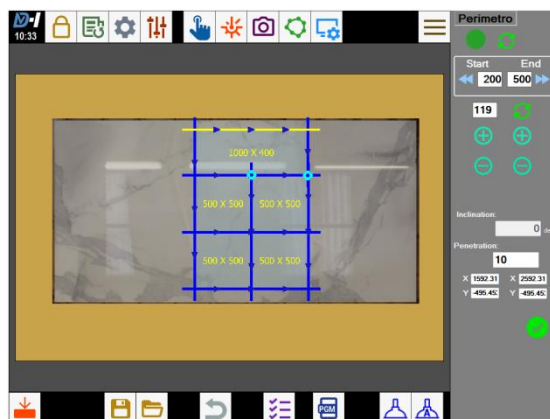 10:33
Perimetro
Start End
200 500
119
1000 X 400
500 X 500 500 X 500
500 X 500 500 X 500
Inclination:
0
Penetration:
10
X 1592.31 X 2592.31
Y -495.45 Y -495.45
PGM
A